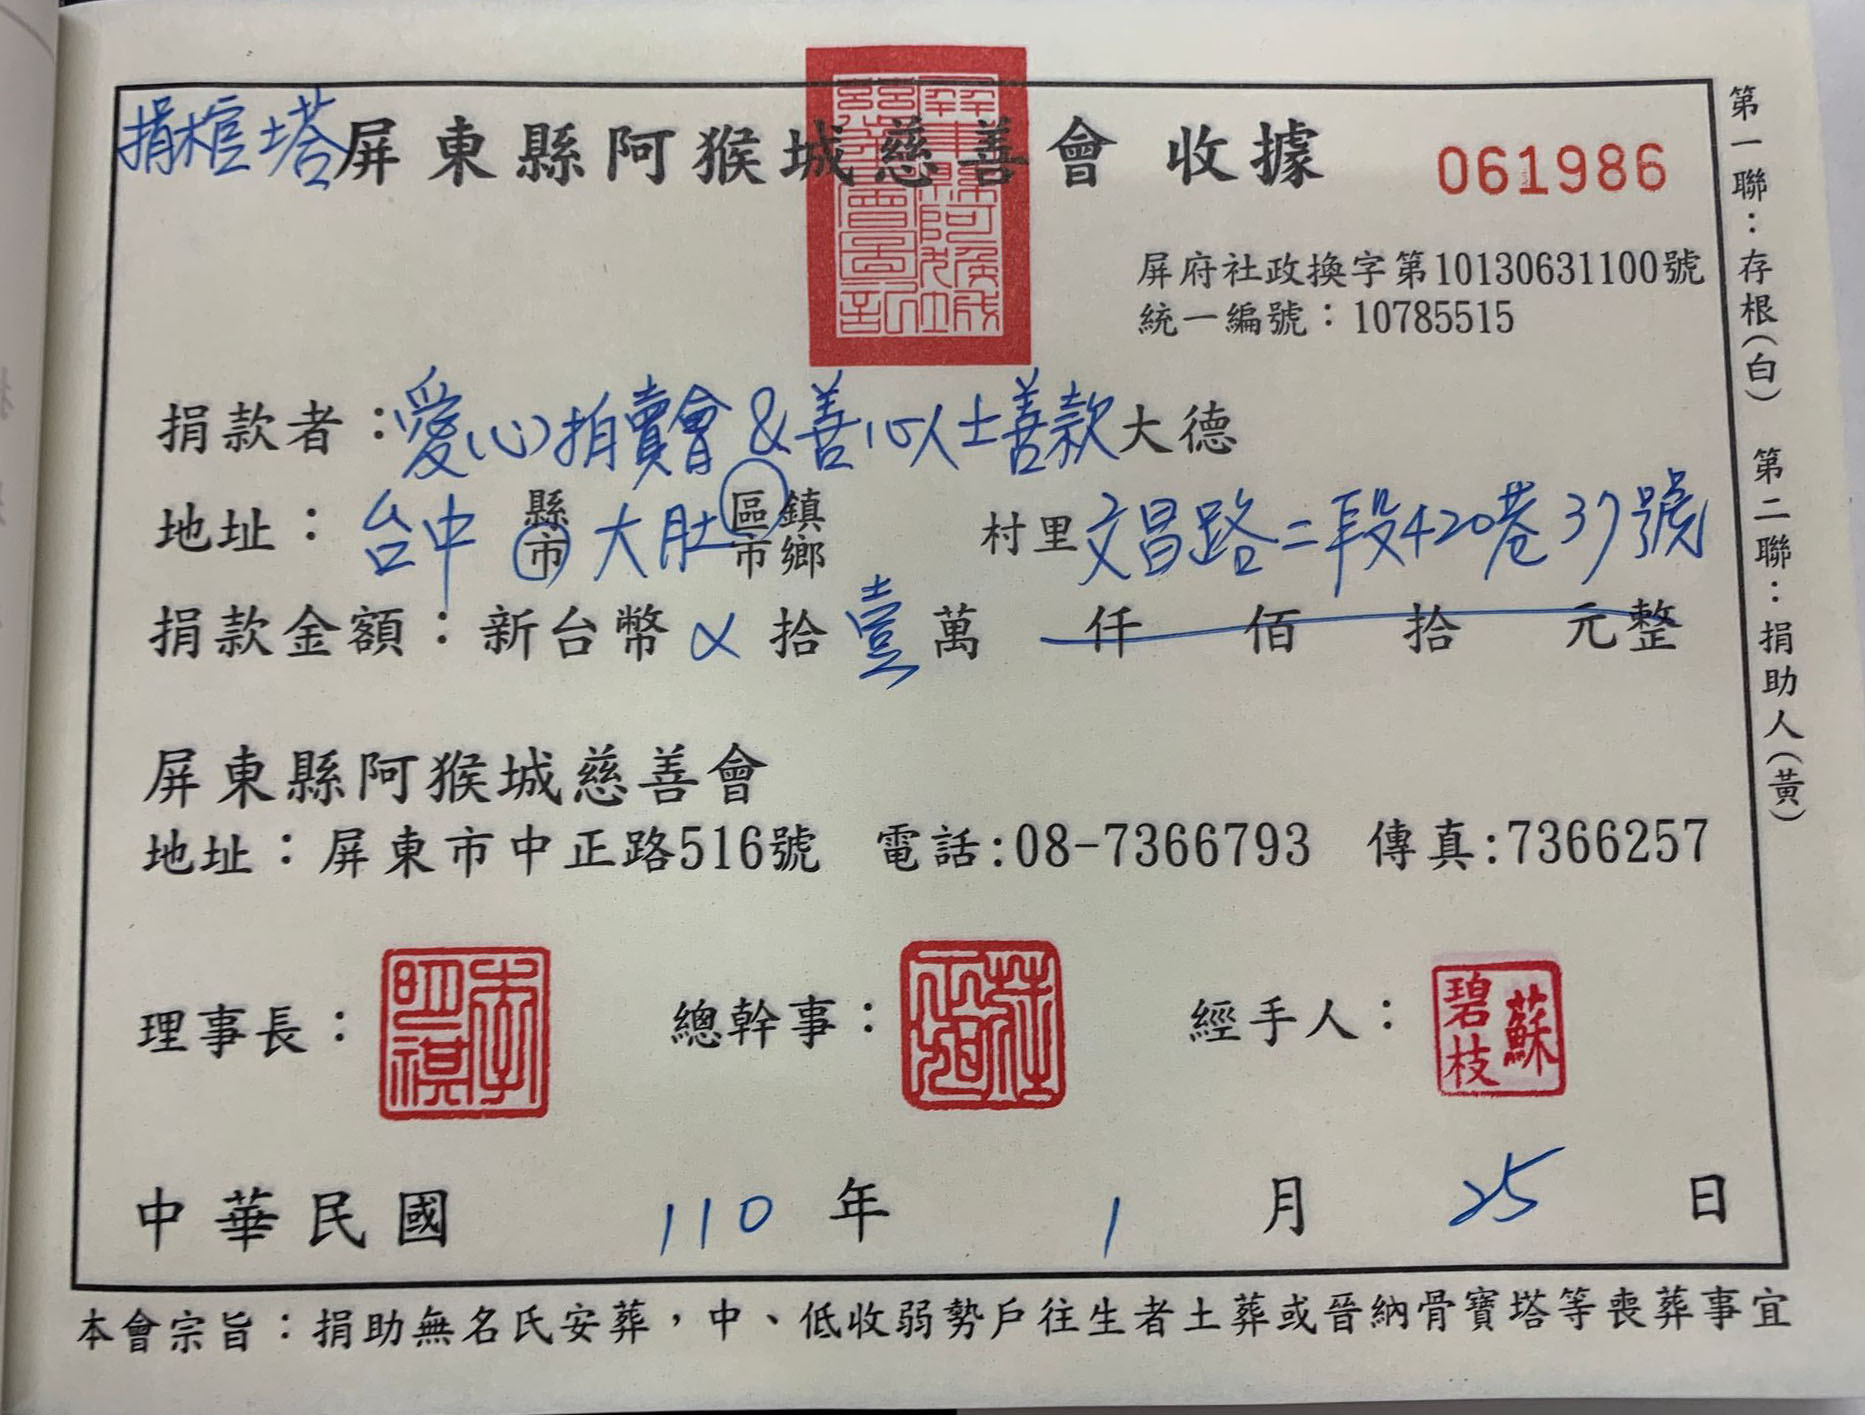 捐棺塔屏東縣阿猴城慈善會 收據 061986
屏府社政換字第10130631100號
統一編號：10785515
捐款者：愛心拍賣會&善心人士善款大德
地址：台中 縣市 大肚 區鎮市鄉 村里 文昌路二段420巷37號
捐款金額：新台幣 × 拾 壹 萬 仟 佰 拾 元整
屏東縣阿猴城慈善會
地址：屏東市中正路516號 電話:08-7366793 傳真:7366257
理事長： 總幹事： 經手人： 蘇碧枝
中華民國 110 年 1 月 25 日
本會宗旨：捐助無名氏安葬，中、低收弱勢戶往生者土葬或晉納骨寶塔等喪葬事宜
第一聯：存根(白) 第二聯：捐助人(黃)